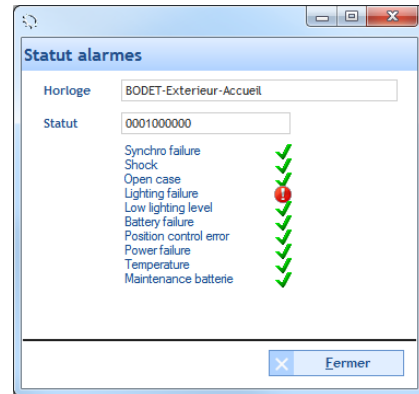 Statut alarmes
Horloge BODET-Exterieur-Accueil
Statut 0001000000
Synchro failure
Shock
Open case
Lighting failure
Low lighting level
Battery failure
Position control error
Power failure
Temperature
Maintenance batterie
Fermer